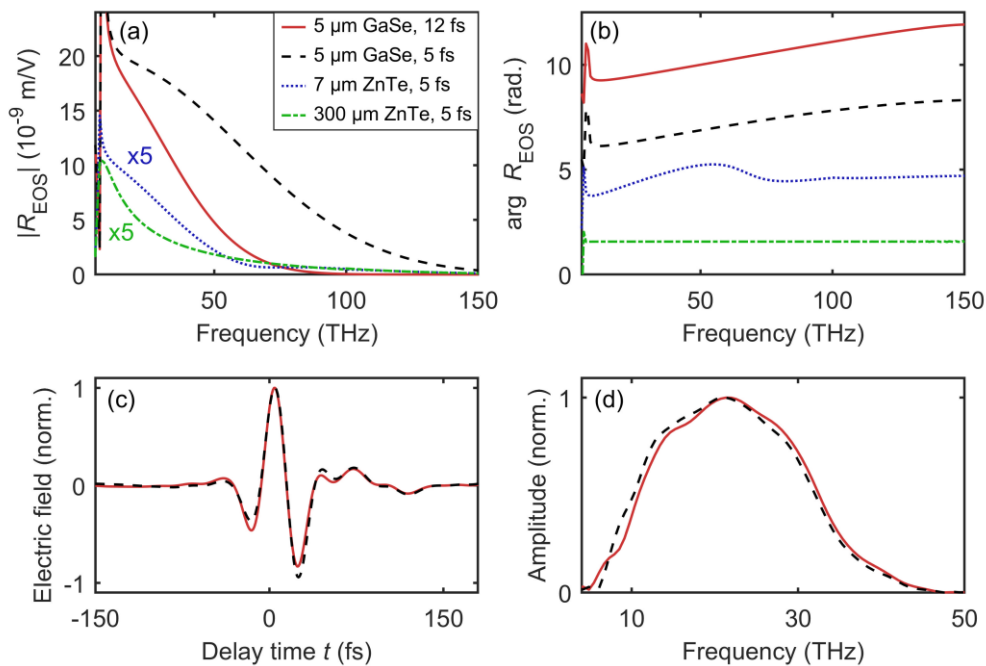 (a)
5 μm GaSe, 12 fs
5 μm GaSe, 5 fs
7 μm ZnTe, 5 fs
300 μm ZnTe, 5 fs
x5
x5
|R_EOS| (10⁻⁹ m/V)
20
15
10
5
0
50
100
150
Frequency (THz)
(b)
arg R_EOS (rad.)
10
5
0
50
100
150
Frequency (THz)
(c)
Electric field (norm.)
1
0
-1
-150
0
150
Delay time t (fs)
(d)
Amplitude (norm.)
1
0
10
30
50
Frequency (THz)